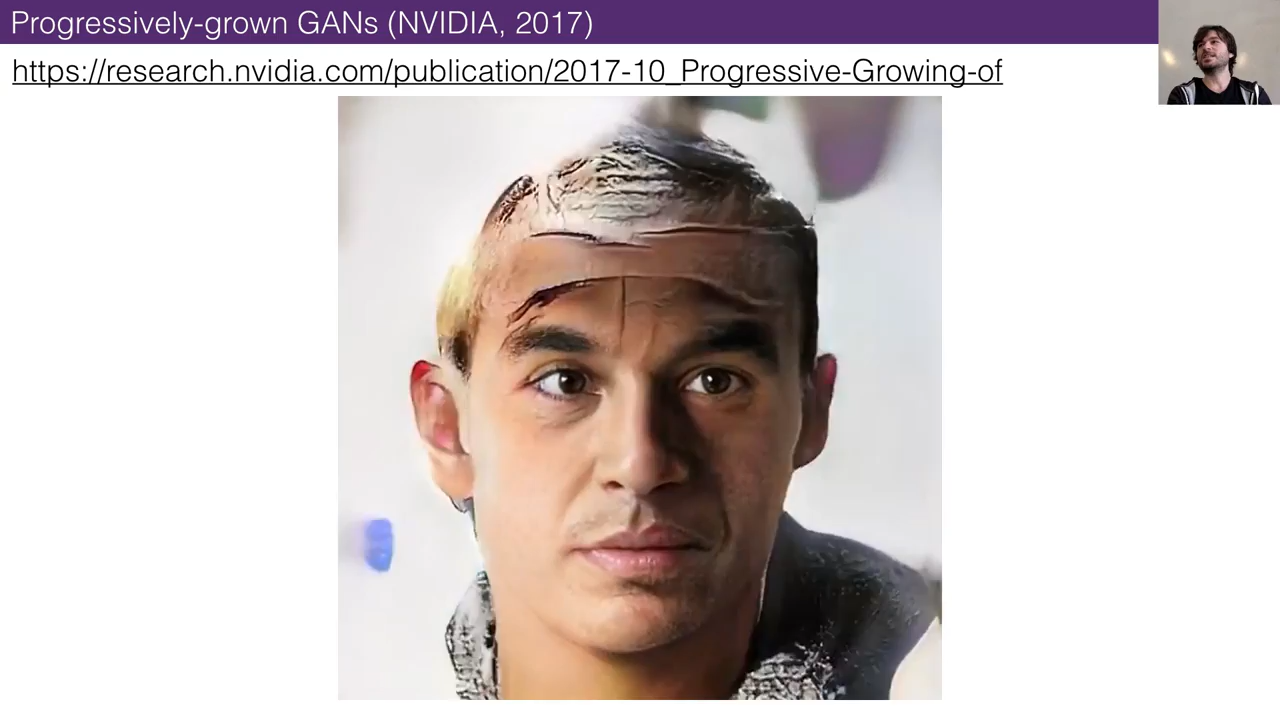 Progressively-grown GANs (NVIDIA, 2017)
https://research.nvidia.com/publication/2017-10_Progressive-Growing-of